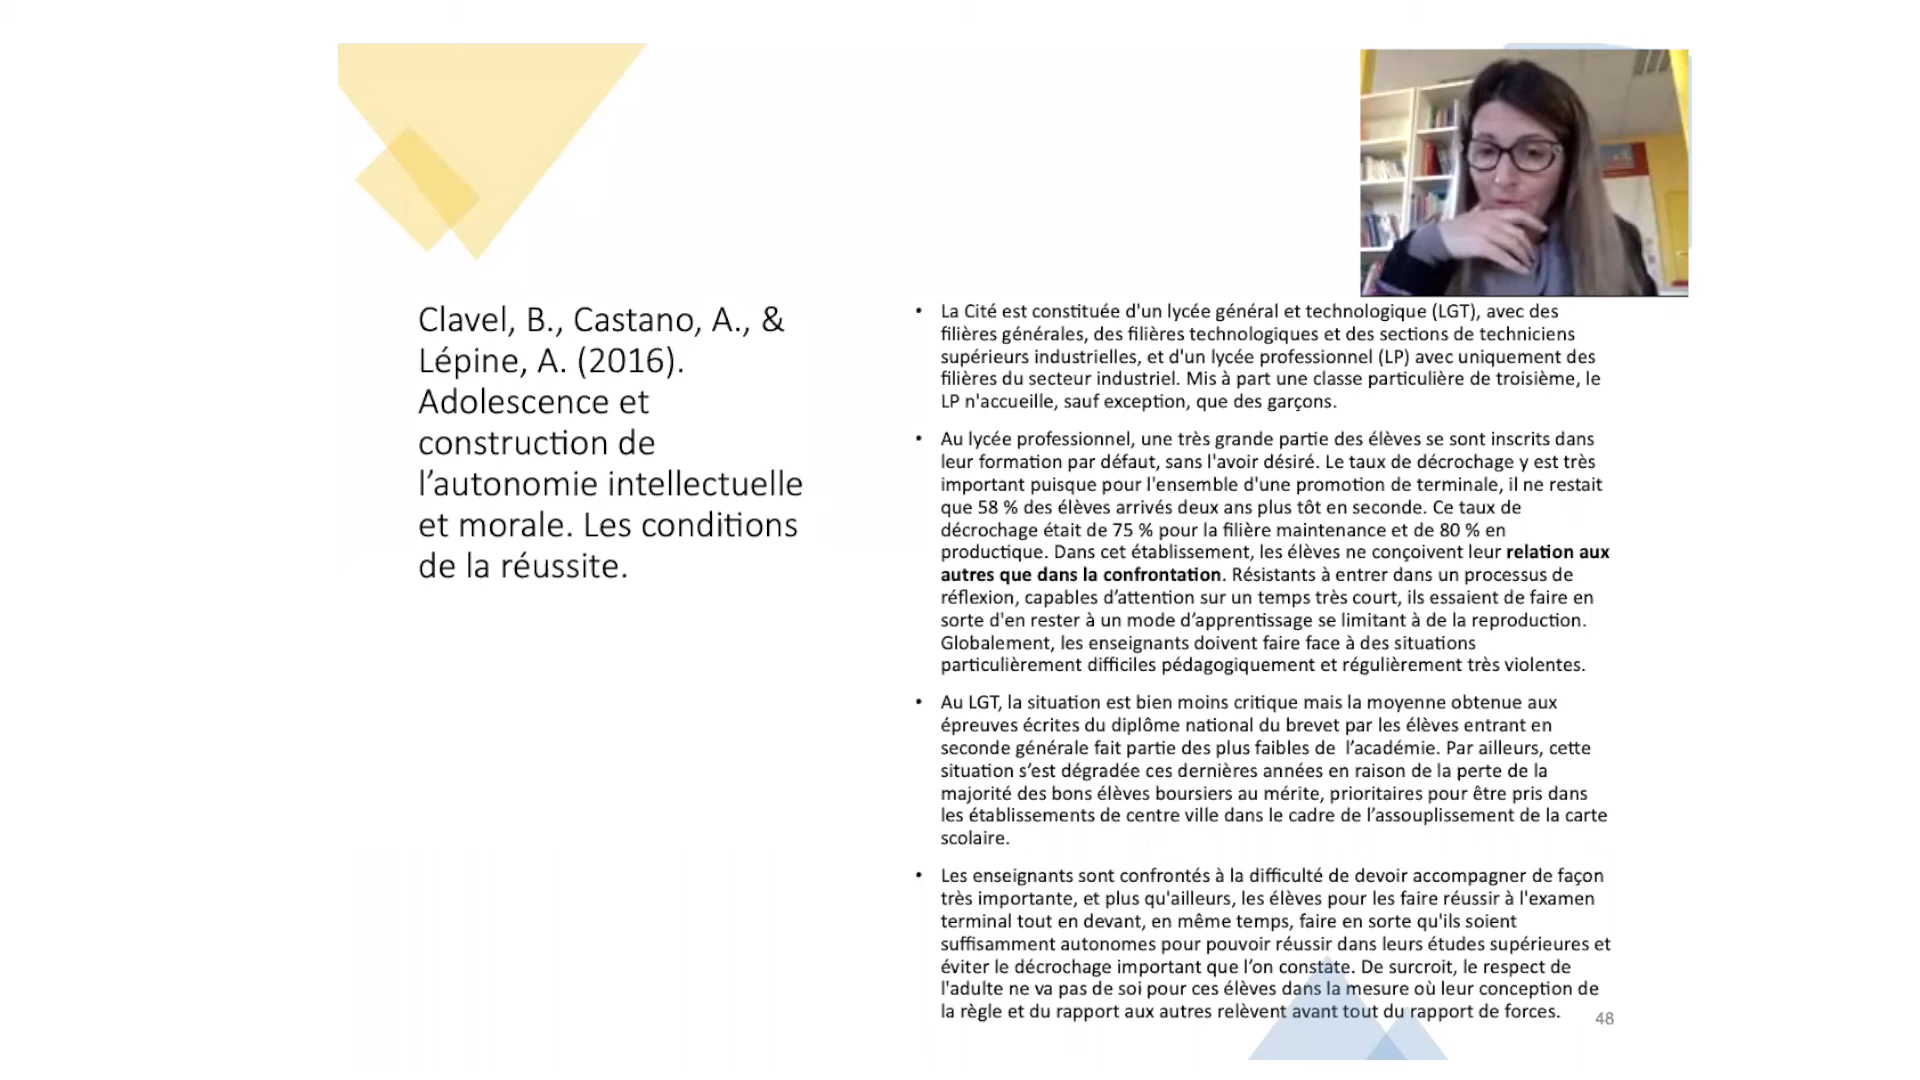 Clavel, B., Castano, A., &
Lépine, A. (2016).
Adolescence et
construction de
l’autonomie intellectuelle
et morale. Les conditions
de la réussite.
• La Cité est constituée d'un lycée général et technologique (LGT), avec des
filières générales, des filières technologiques et des sections de techniciens
supérieurs industrielles, et d'un lycée professionnel (LP) avec uniquement des
filières du secteur industriel. Mis à part une classe particulière de troisième, le
LP n'accueille, sauf exception, que des garçons.
• Au lycée professionnel, une très grande partie des élèves se sont inscrits dans
leur formation par défaut, sans l'avoir désiré. Le taux de décrochage y est très
important puisque pour l'ensemble d'une promotion de terminale, il ne restait
que 58 % des élèves arrivés deux ans plus tôt en seconde. Ce taux de
décrochage était de 75 % pour la filière maintenance et de 80 % en
productique. Dans cet établissement, les élèves ne conçoivent leur relation aux
autres que dans la confrontation. Résistants à entrer dans un processus de
réflexion, capables d’attention sur un temps très court, ils essaient de faire en
sorte d'en rester à un mode d’apprentissage se limitant à de la reproduction.
Globalement, les enseignants doivent faire face à des situations
particulièrement difficiles pédagogiquement et régulièrement très violentes.
• Au LGT, la situation est bien moins critique mais la moyenne obtenue aux
épreuves écrites du diplôme national du brevet par les élèves entrant en
seconde générale fait partie des plus faibles de l’académie. Par ailleurs, cette
situation s’est dégradée ces dernières années en raison de la perte de la
majorité des bons élèves boursiers au mérite, prioritaires pour être pris dans
les établissements de centre ville dans le cadre de l’assouplissement de la carte
scolaire.
• Les enseignants sont confrontés à la difficulté de devoir accompagner de façon
très importante, et plus qu'ailleurs, les élèves pour les faire réussir à l'examen
terminal tout en devant, en même temps, faire en sorte qu'ils soient
suffisamment autonomes pour pouvoir réussir dans leurs études supérieures et
éviter le décrochage important que l’on constate. De surcroit, le respect de
l'adulte ne va pas de soi pour ces élèves dans la mesure où leur conception de
la règle et du rapport aux autres relèvent avant tout du rapport de forces.
48